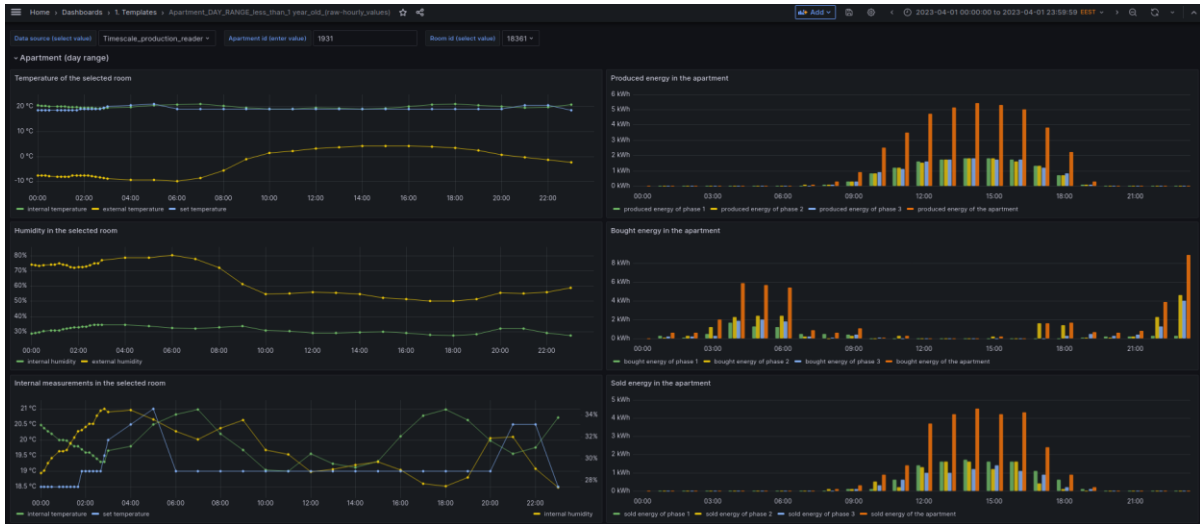 Home › Dashboards › 1. Templates › Apartment_DAY_RANGE_less_than_1 year_old_(raw-hourly_values)
Add
2023-04-01 00:00:00 to 2023-04-01 23:59:59 EEST
Data source (select value) Timescale_production_reader Apartment id (enter value) 1931 Room id (select value) 18361
Apartment (day range)
Temperature of the selected room
20 °C
10 °C
0 °C
-10 °C
00:00 02:00 04:00 06:00 08:00 10:00 12:00 14:00 16:00 18:00 20:00 22:00
internal temperature external temperature set temperature
Produced energy in the apartment
6 kWh
5 kWh
4 kWh
3 kWh
2 kWh
1 kWh
0 kWh
00:00 03:00 06:00 09:00 12:00 15:00 18:00 21:00
produced energy of phase 1 produced energy of phase 2 produced energy of phase 3 produced energy of the apartment
Humidity in the selected room
80%
70%
60%
50%
40%
30%
00:00 02:00 04:00 06:00 08:00 10:00 12:00 14:00 16:00 18:00 20:00 22:00
internal humidity external humidity
Bought energy in the apartment
8 kWh
6 kWh
4 kWh
2 kWh
0 kWh
00:00 03:00 06:00 09:00 12:00 15:00 18:00 21:00
bought energy of phase 1 bought energy of phase 2 bought energy of phase 3 bought energy of the apartment
Internal measurements in the selected room
21 °C
20.5 °C
20 °C
19.5 °C
19 °C
18.5 °C
34%
32%
30%
28%
00:00 02:00 04:00 06:00 08:00 10:00 12:00 14:00 16:00 18:00 20:00 22:00
internal temperature set temperature internal humidity
Sold energy in the apartment
5 kWh
4 kWh
3 kWh
2 kWh
1 kWh
0 kWh
00:00 03:00 06:00 09:00 12:00 15:00 18:00 21:00
sold energy of phase 1 sold energy of phase 2 sold energy of phase 3 sold energy of the apartment